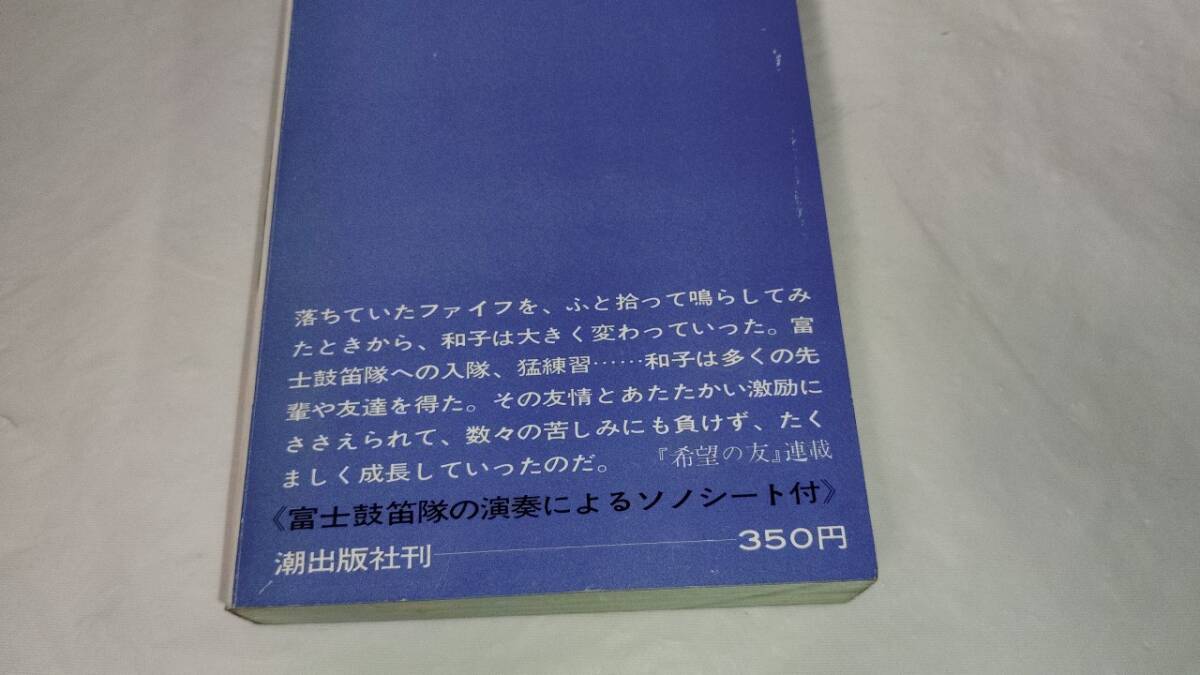 落ちていたファイフを、ふと拾って鳴らしてみ
たときから、和子は大きく変わっていった。富
士鼓笛隊への入隊、猛練習……和子は多くの先
輩や友達を得た。その友情とあたたかい激励に
ささえられて、数々の苦しみにも負けず、たく
ましく成長していったのだ。 『希望の友』連載
《富士鼓笛隊の演奏によるソノシート付》
潮出版社刊 350円